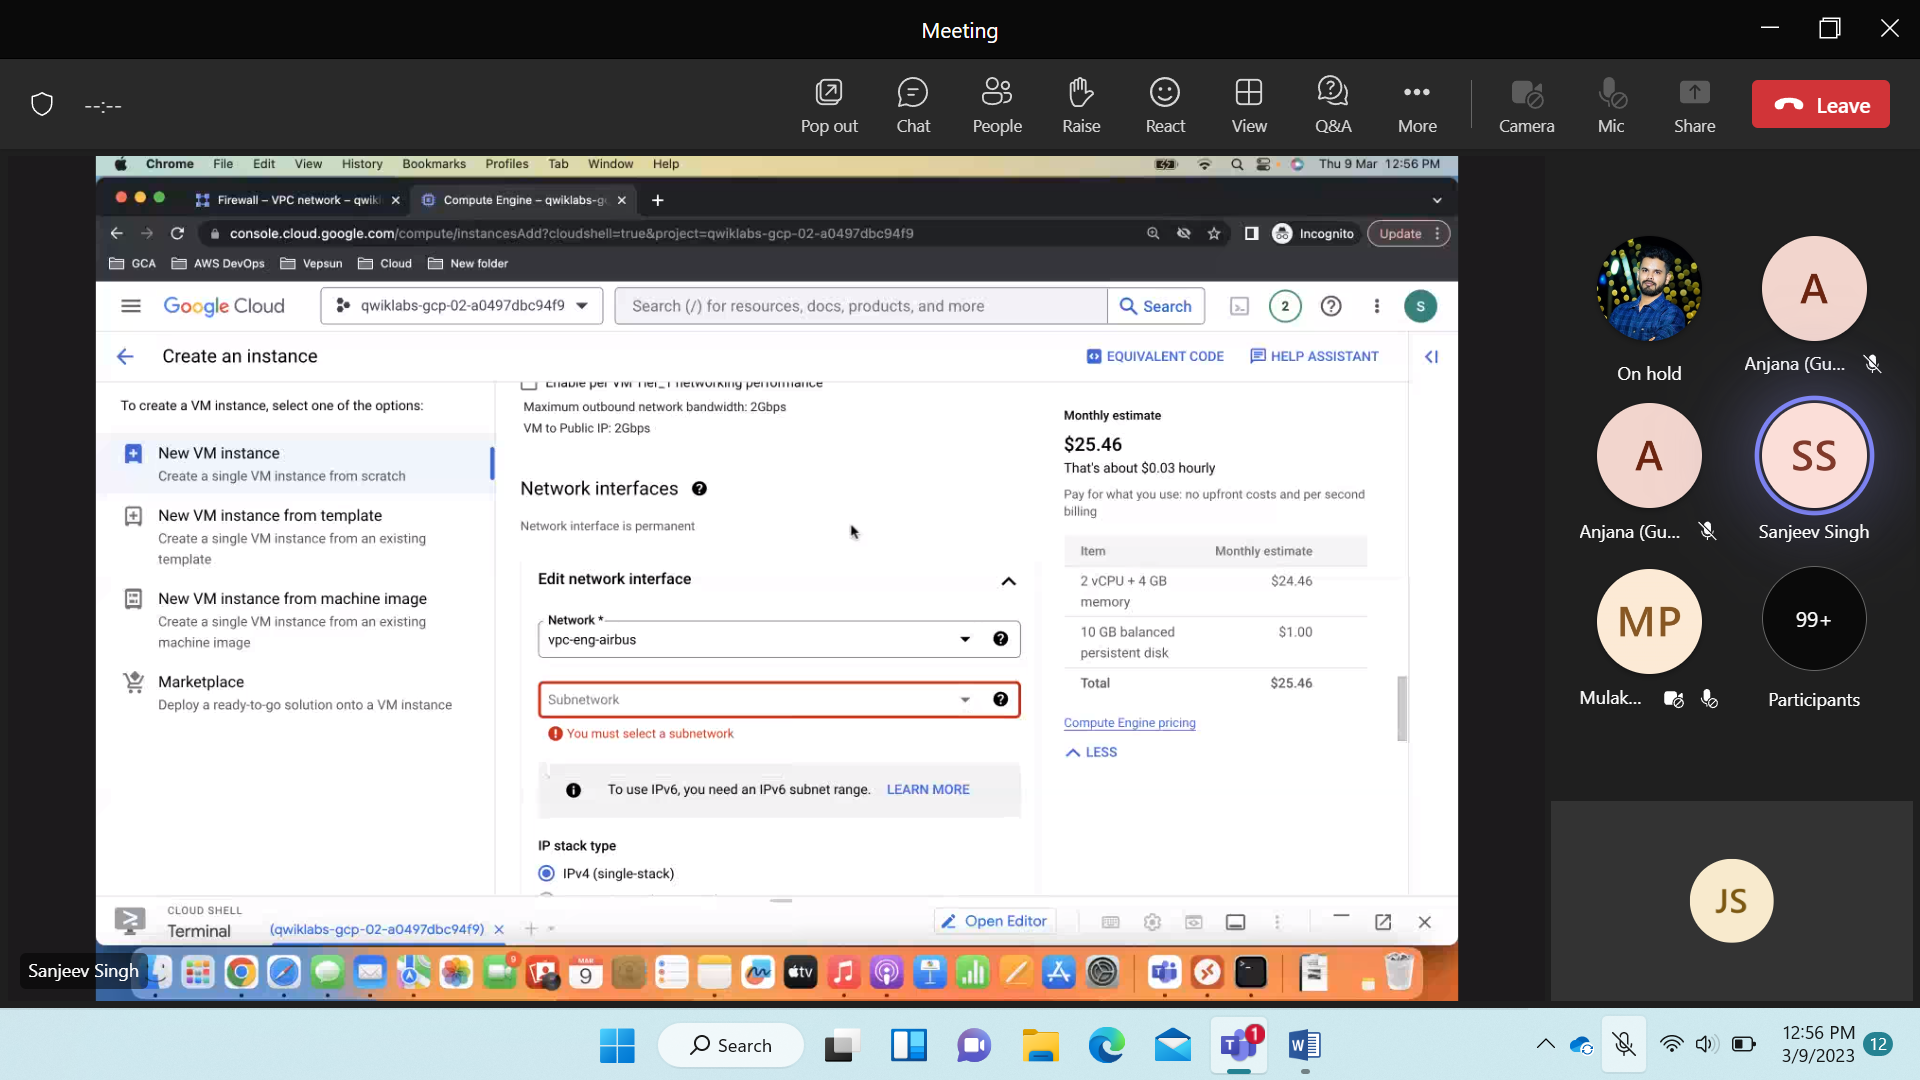 Meeting
--:--
Pop out
Chat
People
Raise
React
View
Q&A
More
Camera
Mic
Share
Leave
Chrome File Edit View History Bookmarks Profiles Tab Window Help
Thu 9 Mar 12:56 PM
Firewall – VPC network – qwikl
Compute Engine – qwiklabs-gc
console.cloud.google.com/compute/instancesAdd?cloudshell=true&project=qwiklabs-gcp-02-a0497dbc94f9
Incognito
Update
GCA AWS DevOps Vepsun Cloud New folder
Google Cloud
qwiklabs-gcp-02-a0497dbc94f9
Search (/) for resources, docs, products, and more
Search
2
S
Create an instance
EQUIVALENT CODE
HELP ASSISTANT
To create a VM instance, select one of the options:
New VM instance
Create a single VM instance from scratch
New VM instance from template
Create a single VM instance from an existing
template
New VM instance from machine image
Create a single VM instance from an existing
machine image
Marketplace
Deploy a ready-to-go solution onto a VM instance
Enable per VM Tier_1 networking performance
Maximum outbound network bandwidth: 2Gbps
VM to Public IP: 2Gbps
Network interfaces
Network interface is permanent
Edit network interface
Network *
vpc-eng-airbus
Subnetwork
You must select a subnetwork
To use IPv6, you need an IPv6 subnet range. LEARN MORE
IP stack type
IPv4 (single-stack)
Monthly estimate
$25.46
That's about $0.03 hourly
Pay for what you use: no upfront costs and per second
billing
Item Monthly estimate
2 vCPU + 4 GB $24.46
memory
10 GB balanced $1.00
persistent disk
Total $25.46
Compute Engine pricing
LESS
CLOUD SHELL
Terminal
(qwiklabs-gcp-02-a0497dbc94f9)
Open Editor
Sanjeev Singh
9
MAR
9
tv
On hold
A
Anjana (Gu...
A
Anjana (Gu...
SS
Sanjeev Singh
MP
Mulak...
99+
Participants
JS
Search
1
12:56 PM
3/9/2023
12